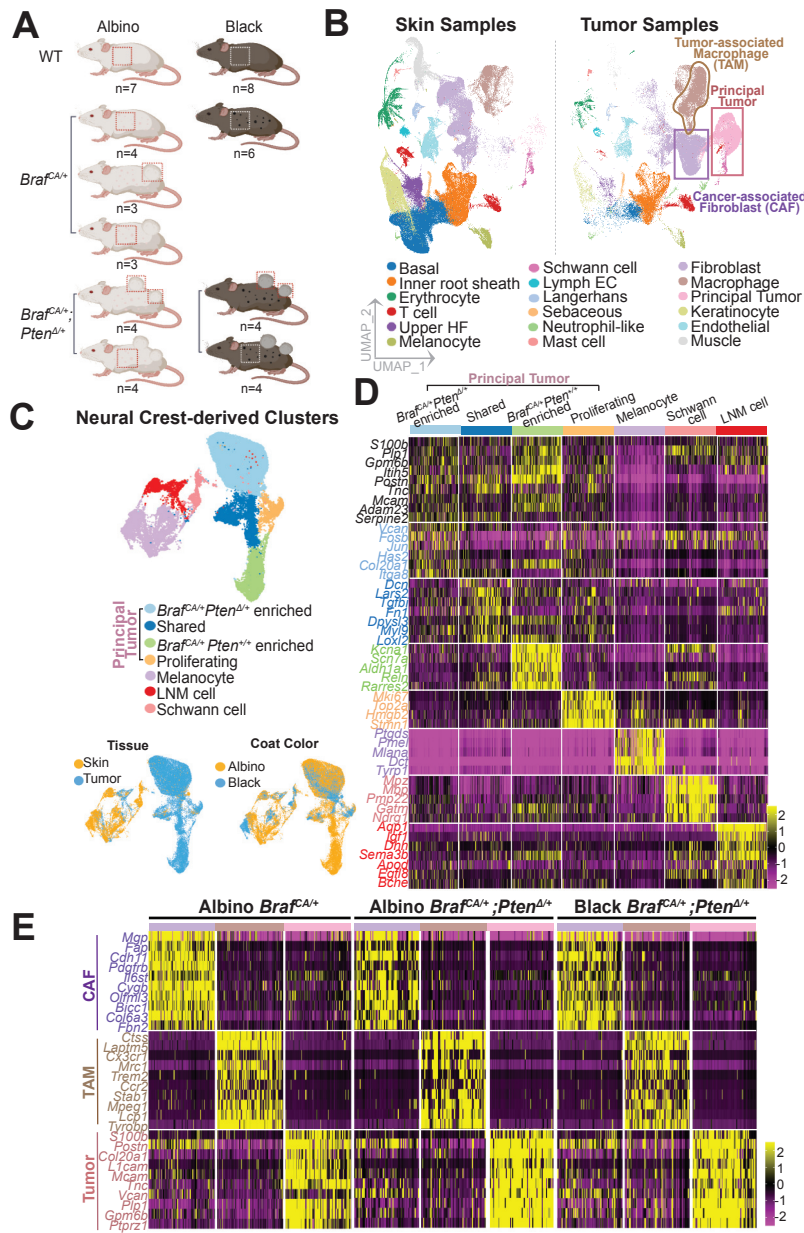 A
Albino
Black
WT
n=7
n=8
n=4
n=6
Braf^CA/+
n=3
n=3
Braf^CA/+;
Pten^Δ/+
n=4
n=4
n=4
n=4
B
Skin Samples
Tumor Samples
Tumor-associated
Macrophage
(TAM)
Principal
Tumor
Cancer-associated
Fibroblast (CAF)
Basal
Inner root sheath
Erythrocyte
T cell
Upper HF
Melanocyte
Schwann cell
Lymph EC
Langerhans
Sebaceous
Neutrophil-like
Mast cell
Fibroblast
Macrophage
Principal Tumor
Keratinocyte
Endothelial
Muscle
UMAP_2
UMAP_1
C
Neural Crest-derived Clusters
Principal
Tumor
Braf^CA/+Pten^Δ/+ enriched
Shared
Braf^CA/+ Pten^+/+ enriched
Proliferating
Melanocyte
LNM cell
Schwann cell
Tissue
Skin
Tumor
Coat Color
Albino
Black
D
Principal Tumor
Braf^CA/+Pten^Δ/+
enriched
Shared
Braf^CA/+Pten^+/+
enriched
Proliferating
Melanocyte
Schwann
cell
LNM cell
S100b
Plp1
Gpm6b
Itih5
Postn
Tnc
Mcam
Adam23
Serpine2
Vcan
Fosb
Jun
Has2
Col20a1
Itga8
Dcn
Lars2
Tgfbi
Fn1
Dpysl3
Myl9
Loxl2
Kcna1
Scn7a
Aldh1a1
Reln
Rarres2
Mki67
Top2a
Hmgb2
Stmn1
Ptgds
Pmel
Mlana
Dct
Tyrp1
Mpz
Mbp
Pmp22
Gatm
Ndrg1
Aqp1
Igf1
Dhh
Sema3b
Apod
Egfl8
Bche
2
1
0
-1
-2
E
Albino Braf^CA/+
Albino Braf^CA/+;Pten^Δ/+
Black Braf^CA/+;Pten^Δ/+
CAF
Mgp
Fap
Cdh11
Pdgfrb
Il6st
Cygb
Olfml3
Bicc1
Col6a3
Fbn2
TAM
Ctss
Laptm5
Cx3cr1
Mrc1
Trem2
Ccr2
Stab1
Mpeg1
Lcp1
Tyrobp
Tumor
S100b
Postn
Col20a1
L1cam
Mcam
Tnc
Vcan
Plp1
Gpm6b
Ptprz1
2
1
0
-1
-2